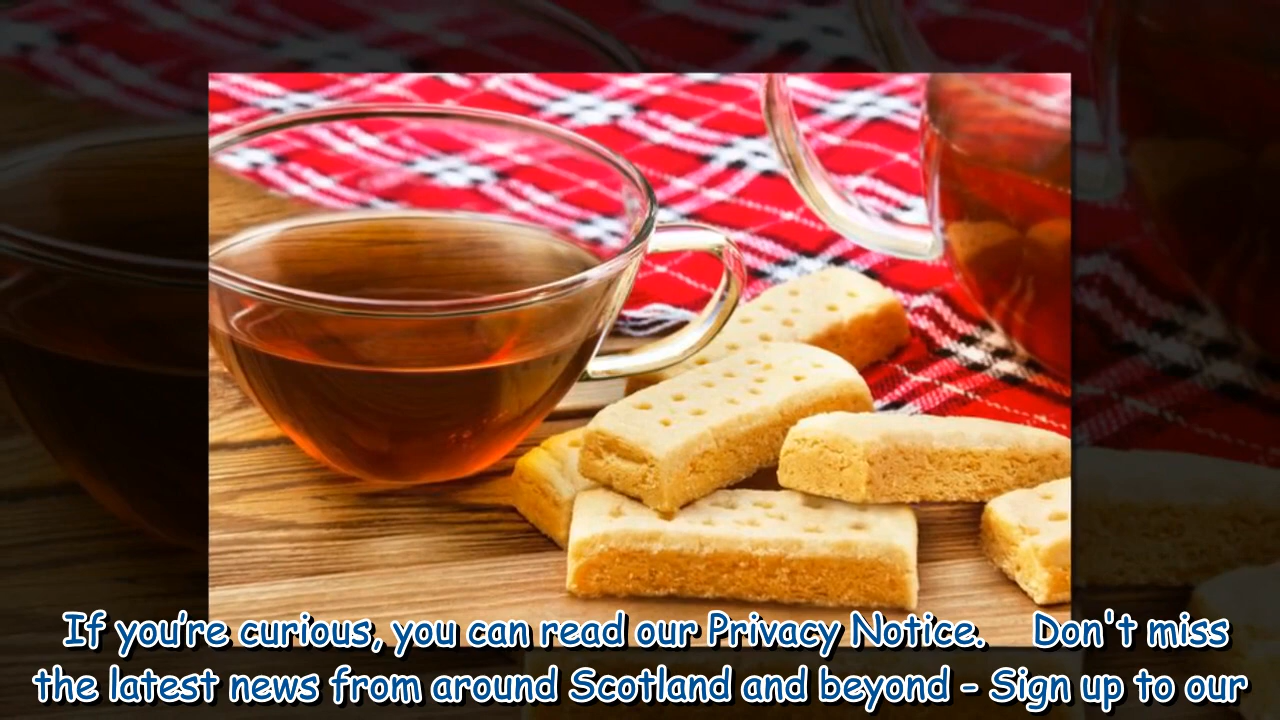 If you're curious, you can read our Privacy Notice. Don't miss
the latest news from around Scotland and beyond - Sign up to our